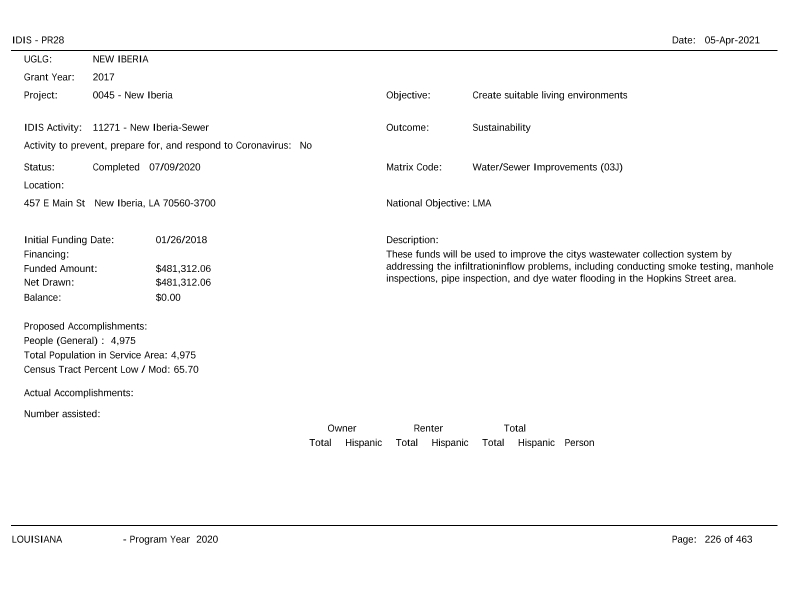 IDIS - PR28 Date: 05-Apr-2021
UGLG: NEW IBERIA
Grant Year: 2017
Project: 0045 - New Iberia Objective: Create suitable living environments
IDIS Activity: 11271 - New Iberia-Sewer Outcome: Sustainability
Activity to prevent, prepare for, and respond to Coronavirus: No
Status: Completed 07/09/2020 Matrix Code: Water/Sewer Improvements (03J)
Location:
457 E Main St New Iberia, LA 70560-3700 National Objective: LMA
Initial Funding Date: 01/26/2018 Description:
Financing: These funds will be used to improve the citys wastewater collection system by
Funded Amount: $481,312.06 addressing the infiltrationinflow problems, including conducting smoke testing, manhole
Net Drawn: $481,312.06 inspections, pipe inspection, and dye water flooding in the Hopkins Street area.
Balance: $0.00
Proposed Accomplishments:
People (General) : 4,975
Total Population in Service Area: 4,975
Census Tract Percent Low / Mod: 65.70
Actual Accomplishments:
Number assisted:
Owner Renter Total
Total Hispanic Total Hispanic Total Hispanic Person
LOUISIANA - Program Year 2020 Page: 226 of 463